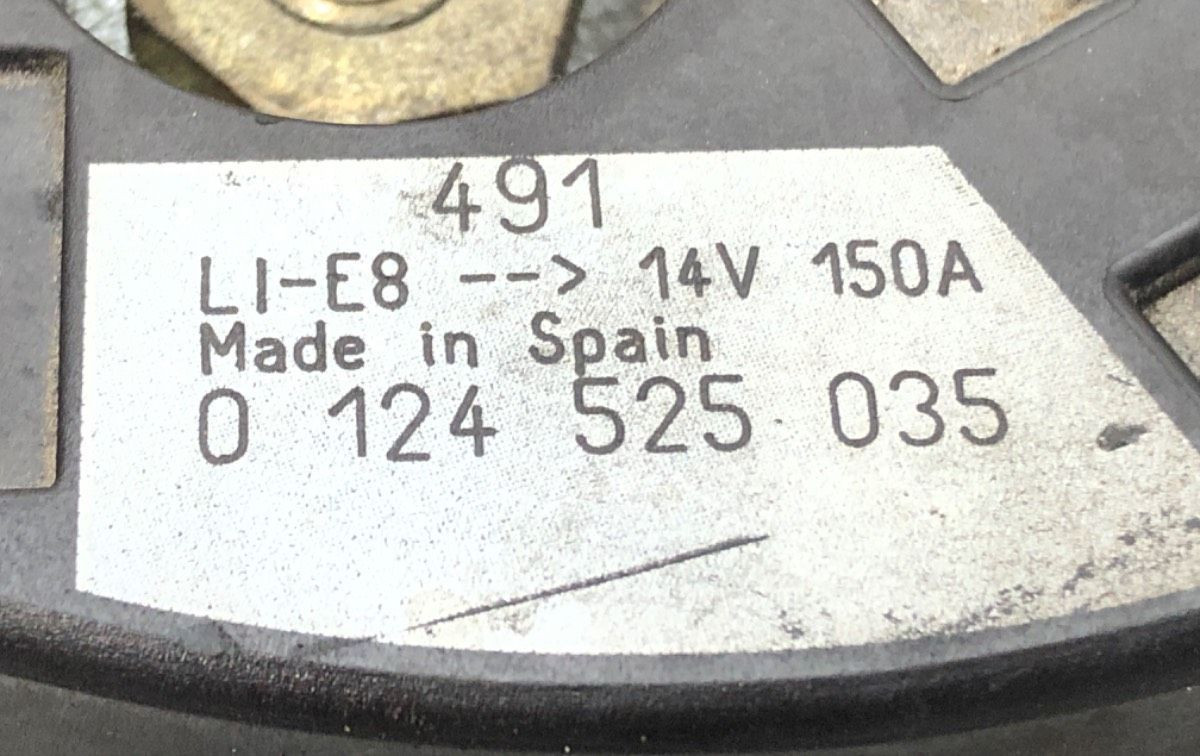 491
LI-E8 --> 14V 150A
Made in Spain
0 124 525 035